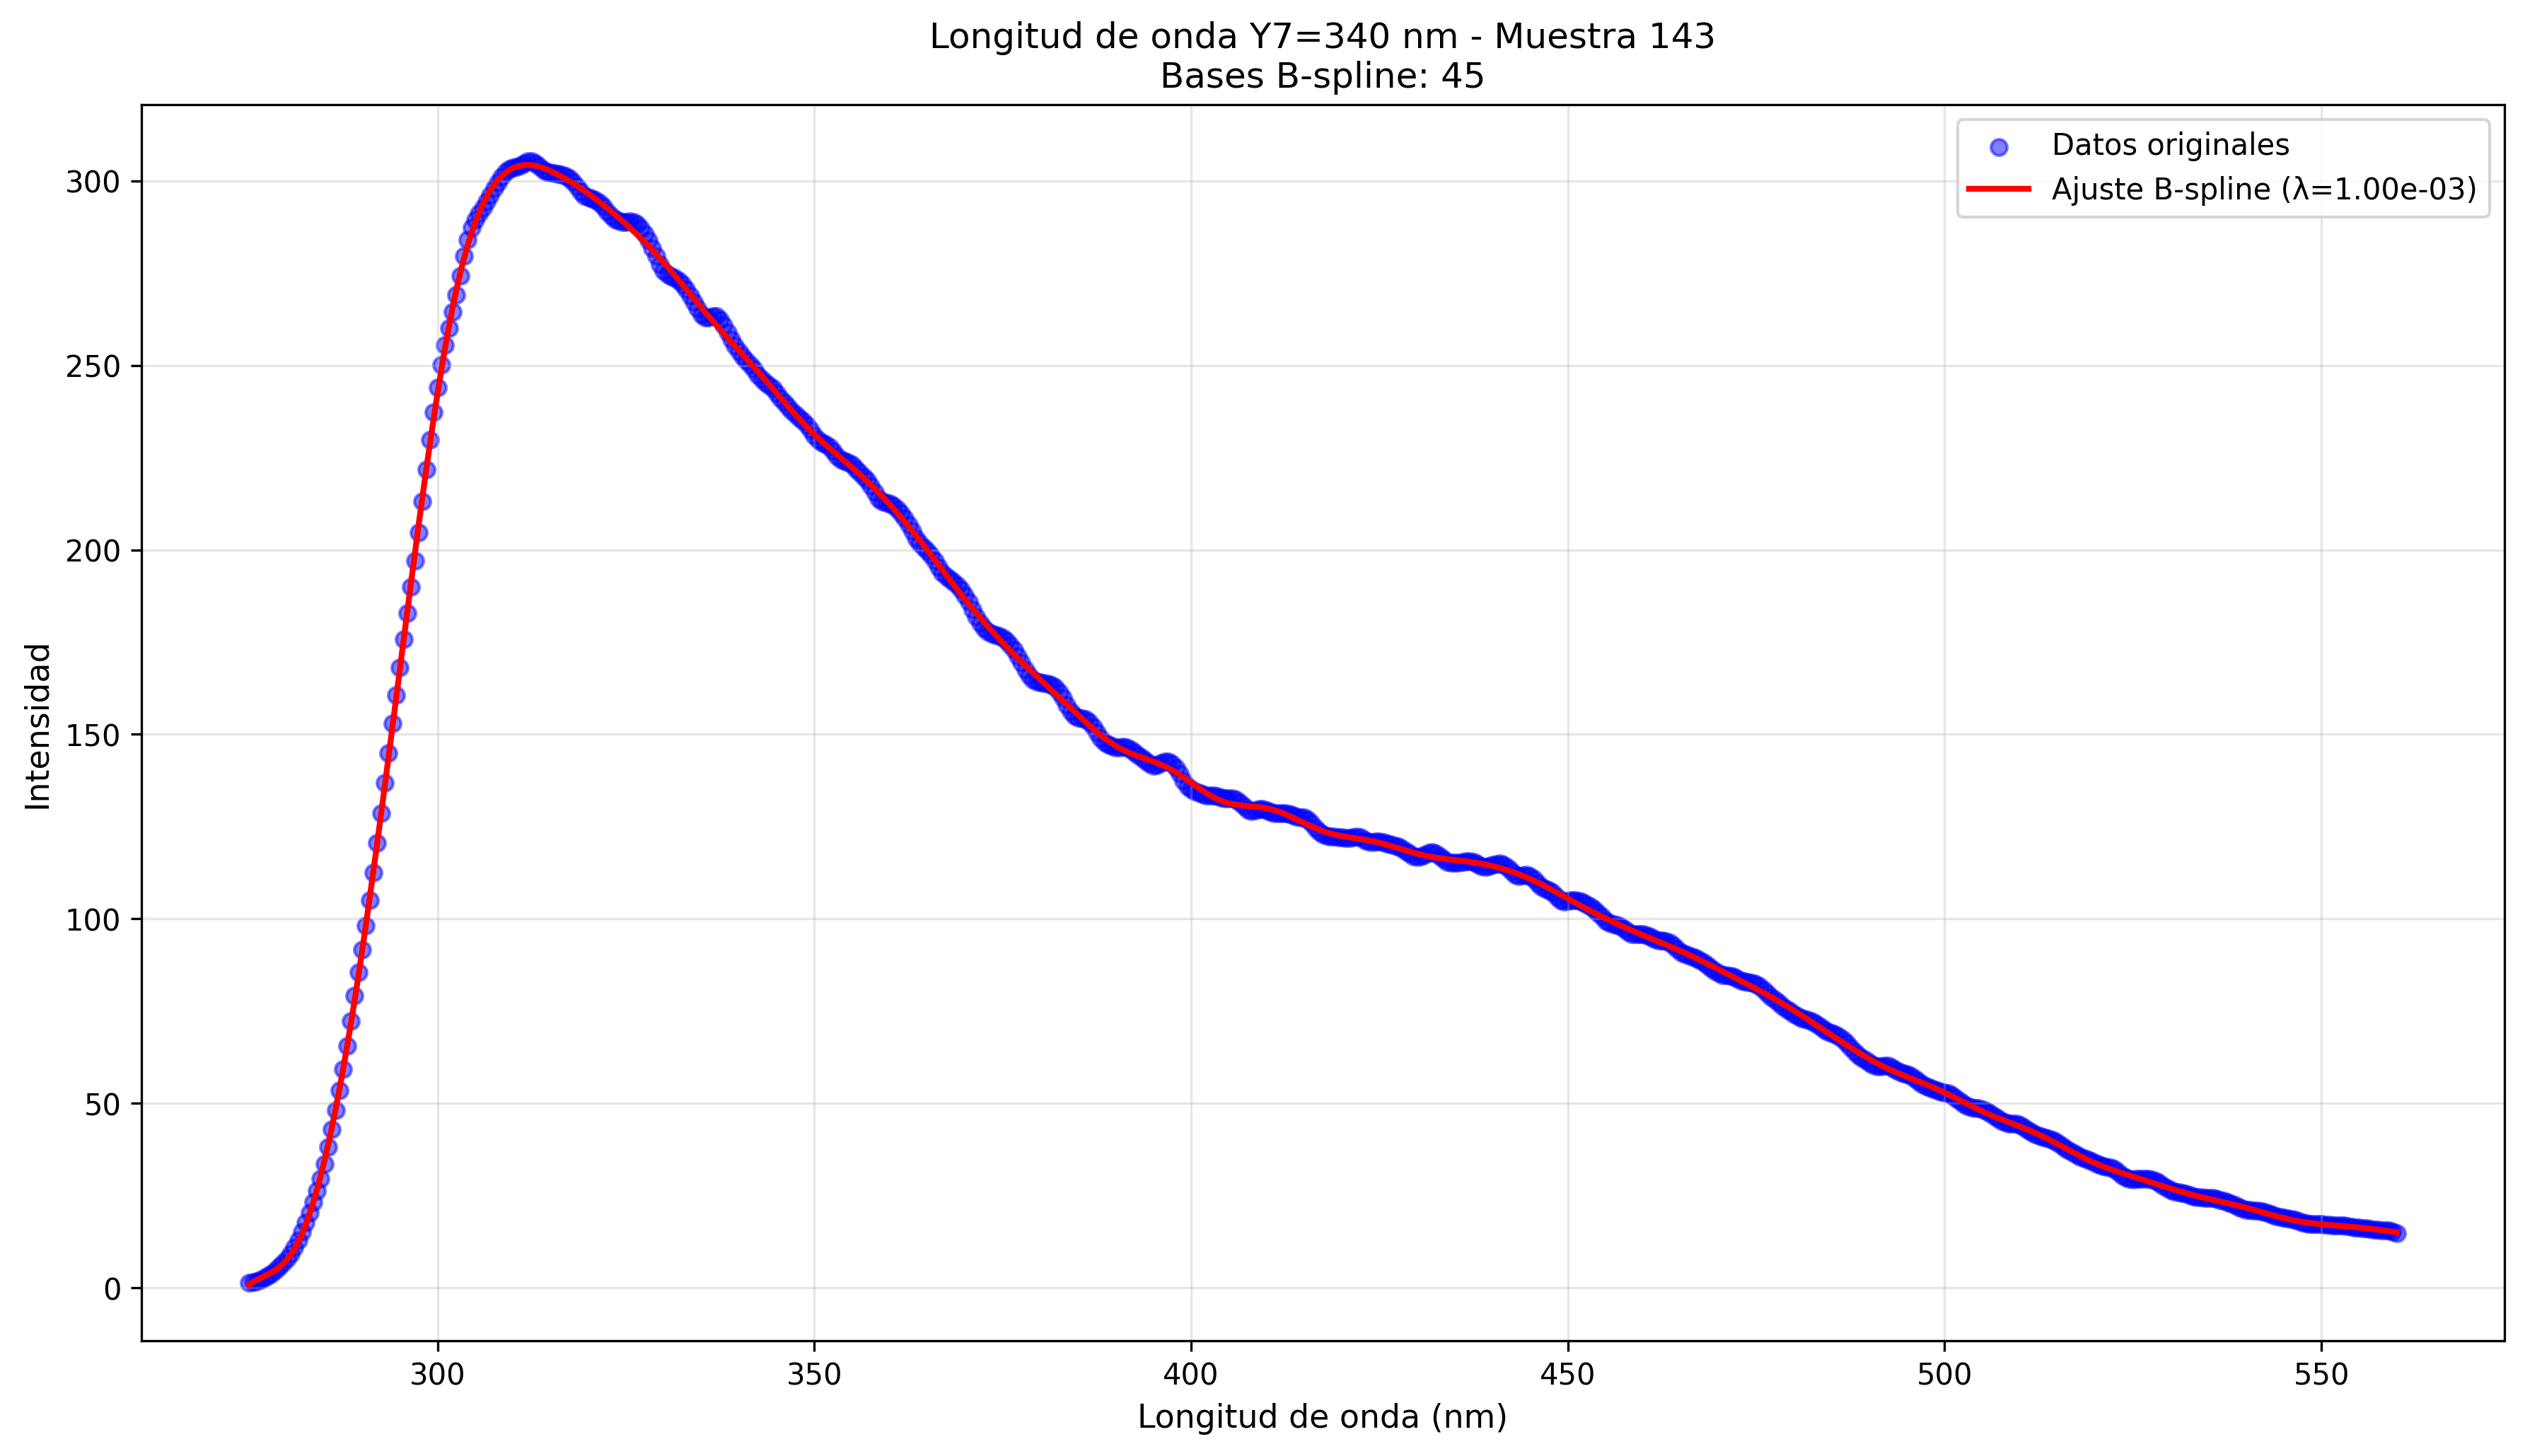 Longitud de onda Y7=340 nm - Muestra 143
Bases B-spline: 45
Datos originales
Ajuste B-spline (λ=1.00e-03)
Intensidad
300
250
200
150
100
50
0
300 350 400 450 500 550
Longitud de onda (nm)